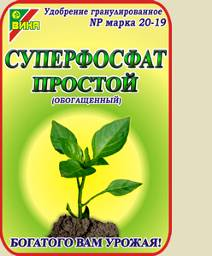 Удобрение гранулированное
NP марка 20-19
ВИКА
СУПЕРФОСФАТ
ПРОСТОЙ
(ОБОГАЩЕННЫЙ)
БОГАТОГО ВАМ УРОЖАЯ!